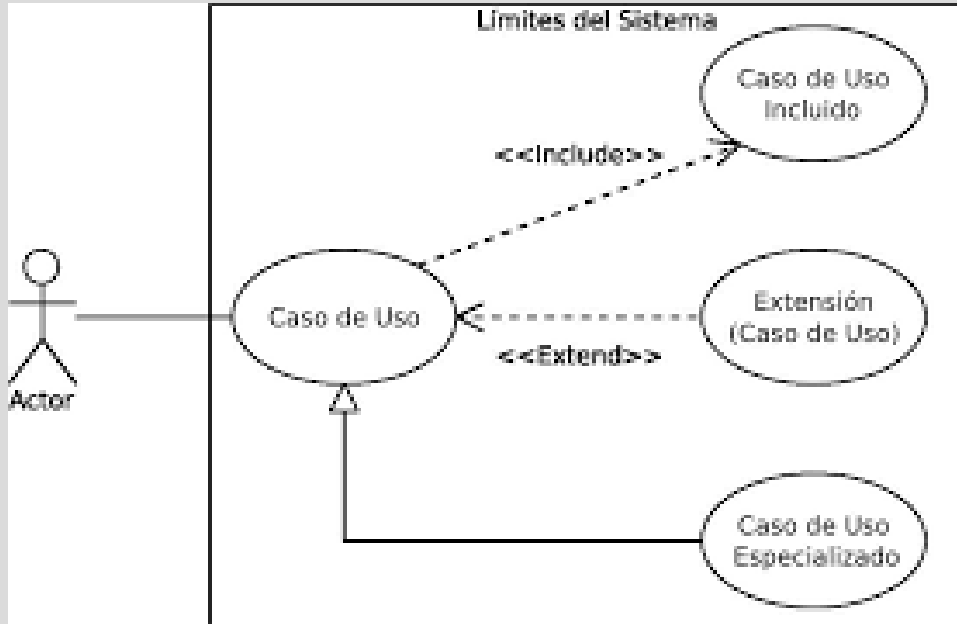 Límites del Sistema
Caso de Uso
Incluido
<<Include>>
Caso de Uso
Extensión
(Caso de Uso)
<<Extend>>
Actor
Caso de Uso
Especializado